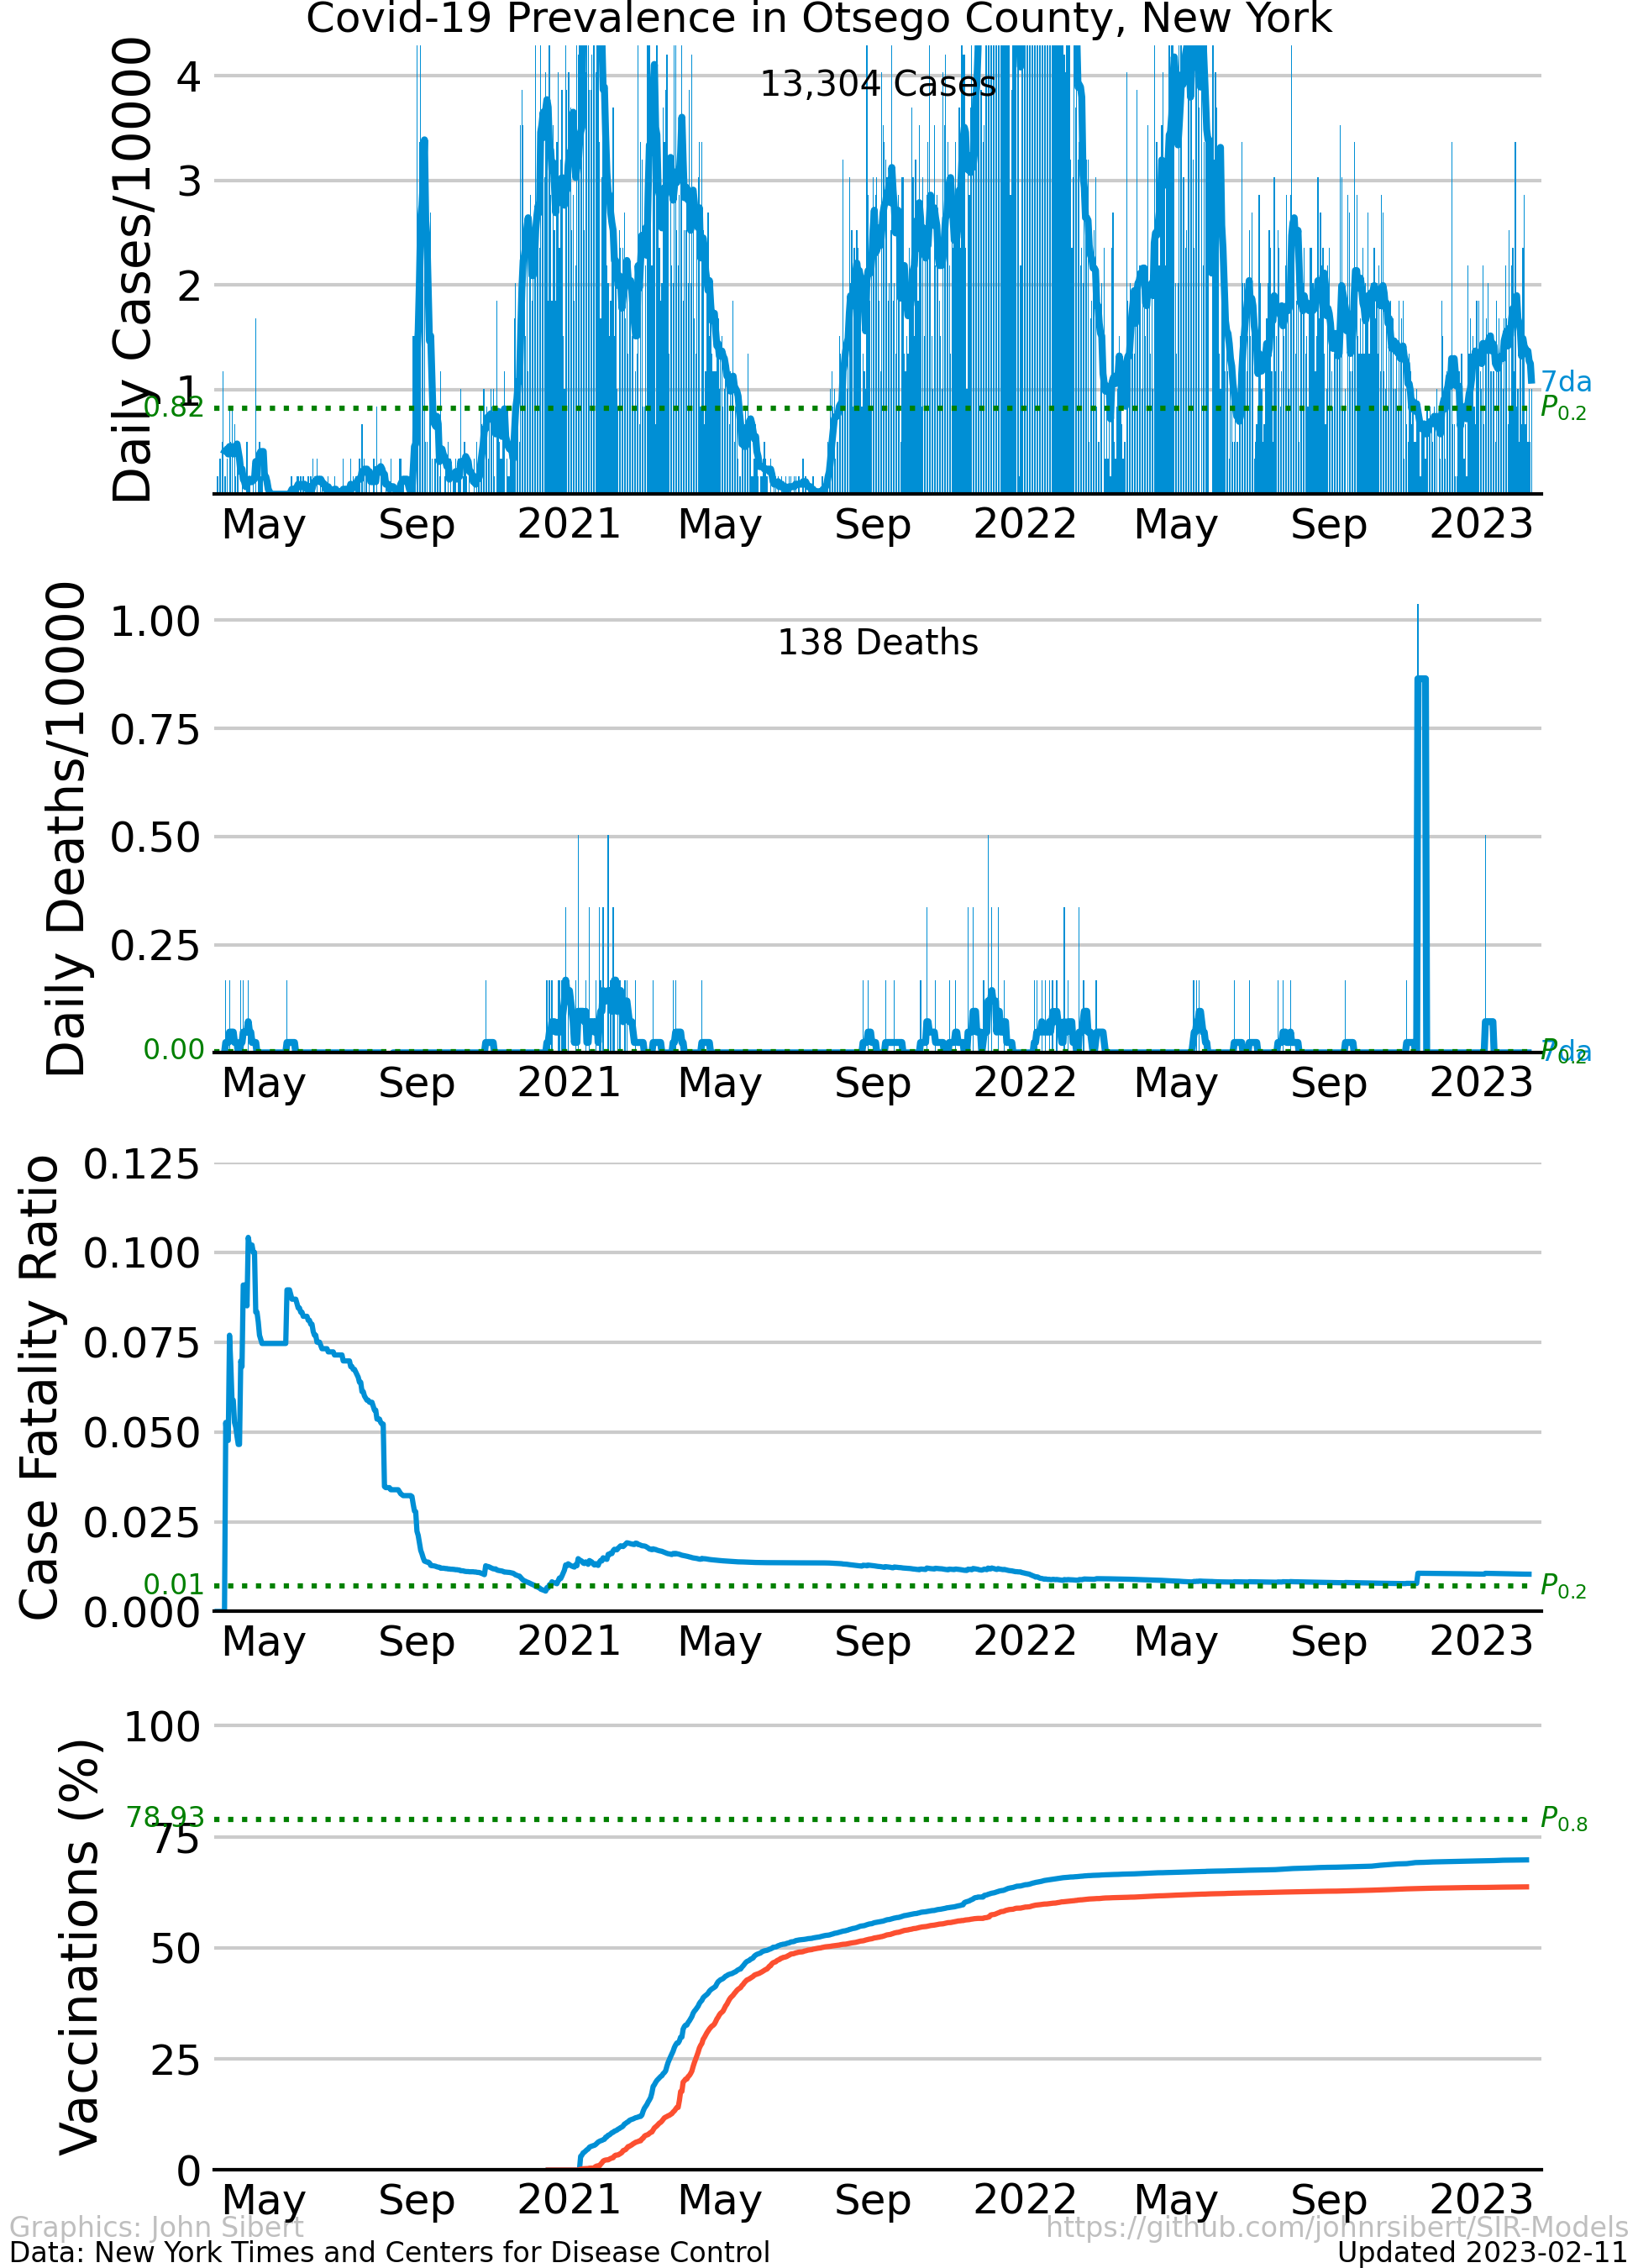 Covid-19 Prevalence in Otsego County, New York
Daily Cases/10000
4
3
2
1
0.82
13,304 Cases
7da
P0.2
May Sep 2021 May Sep 2022 May Sep 2023
Daily Deaths/10000
1.00
0.75
0.50
0.25
0.00
138 Deaths
7da
P0.2
May Sep 2021 May Sep 2022 May Sep 2023
Case Fatality Ratio
0.125
0.100
0.075
0.050
0.025
0.01
0.000
P0.2
May Sep 2021 May Sep 2022 May Sep 2023
Vaccinations (%)
100
78.93
75
50
25
0
P0.8
May Sep 2021 May Sep 2022 May Sep 2023
Graphics: John Sibert
https://github.com/johnrsibert/SIR-Models
Data: New York Times and Centers for Disease Control
Updated 2023-02-11